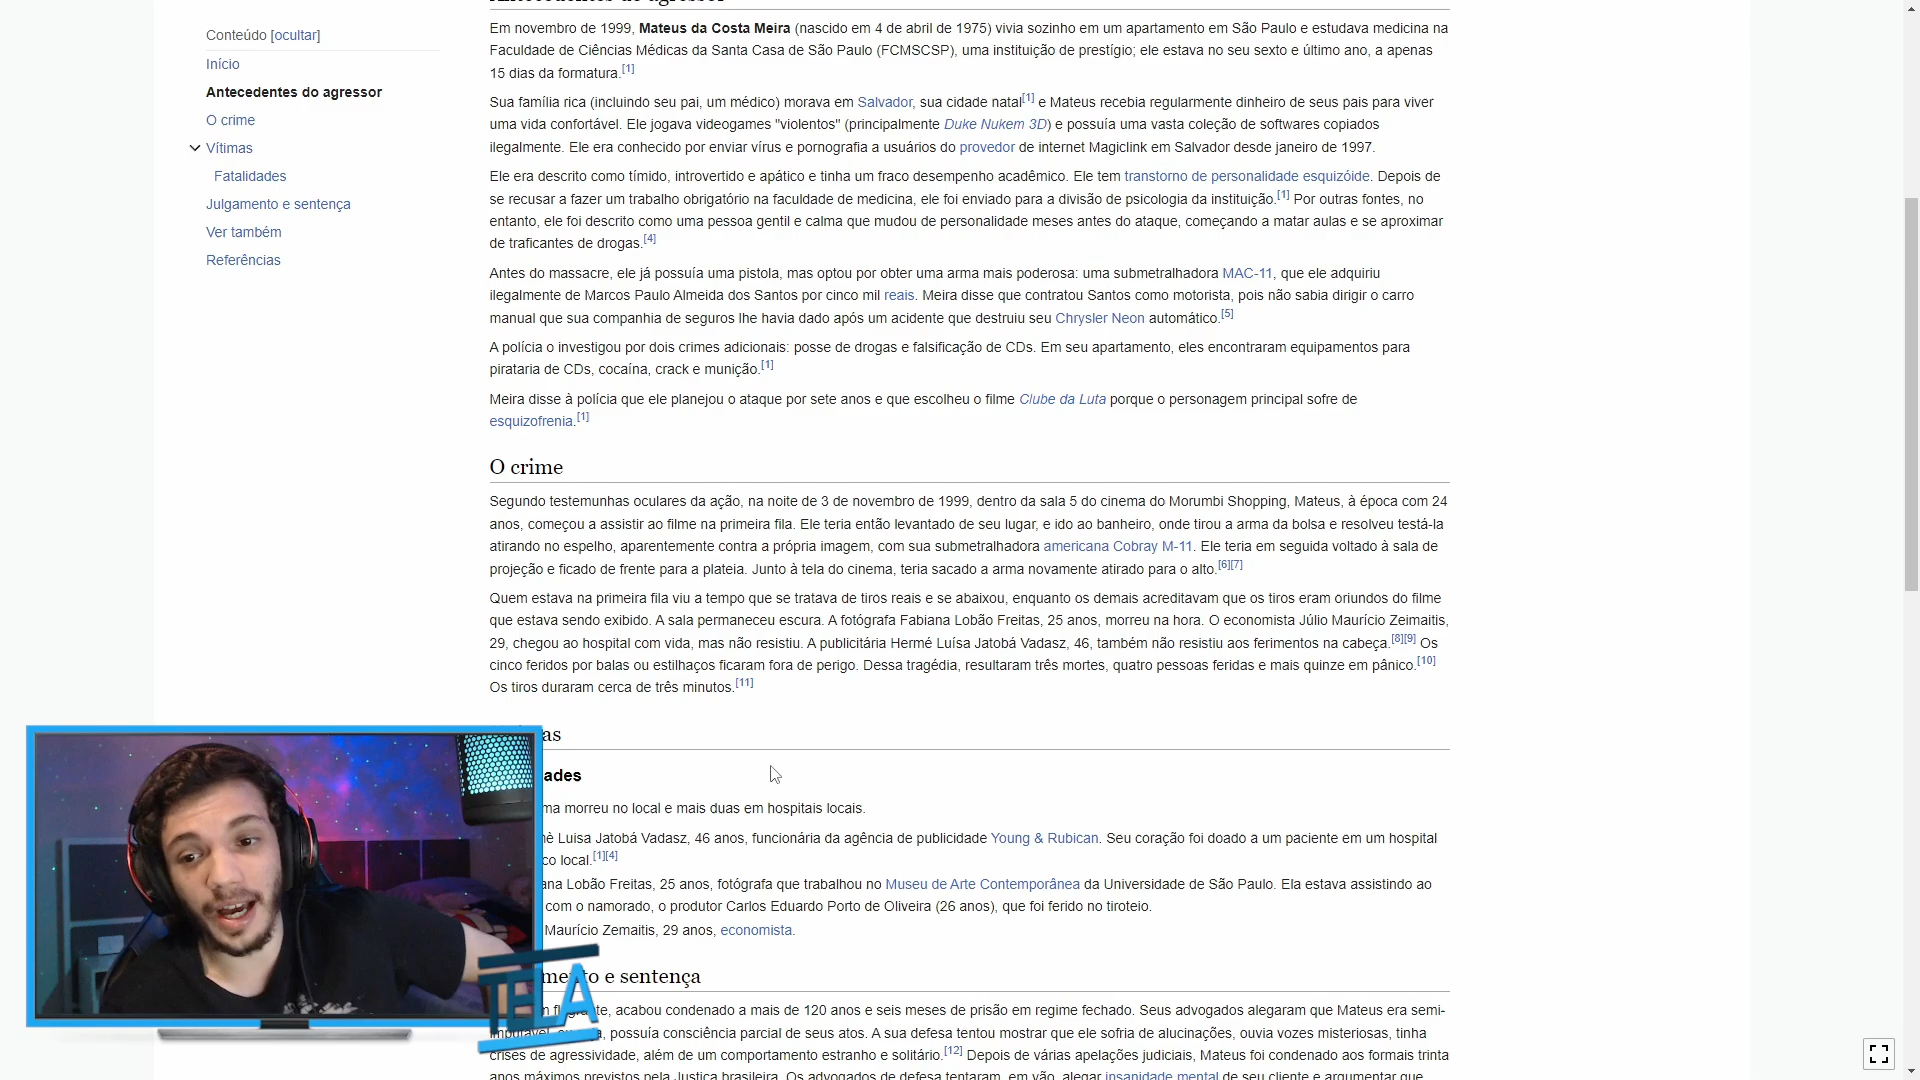 Conteúdo [ocultar]
Início
Antecedentes do agressor
O crime
Vítimas
Fatalidades
Julgamento e sentença
Ver também
Referências
Em novembro de 1999, Mateus da Costa Meira (nascido em 4 de abril de 1975) vivia sozinho em um apartamento em São Paulo e estudava medicina na
Faculdade de Ciências Médicas da Santa Casa de São Paulo (FCMSCSP), uma instituição de prestígio; ele estava no seu sexto e último ano, a apenas
15 dias da formatura.[1]
Sua família rica (incluindo seu pai, um médico) morava em Salvador, sua cidade natal[1] e Mateus recebia regularmente dinheiro de seus pais para viver
uma vida confortável. Ele jogava videogames "violentos" (principalmente Duke Nukem 3D) e possuía uma vasta coleção de softwares copiados
ilegalmente. Ele era conhecido por enviar vírus e pornografia a usuários do provedor de internet Magiclink em Salvador desde janeiro de 1997.
Ele era descrito como tímido, introvertido e apático e tinha um fraco desempenho acadêmico. Ele tem transtorno de personalidade esquizóide. Depois de
se recusar a fazer um trabalho obrigatório na faculdade de medicina, ele foi enviado para a divisão de psicologia da instituição.[1] Por outras fontes, no
entanto, ele foi descrito como uma pessoa gentil e calma que mudou de personalidade meses antes do ataque, começando a matar aulas e se aproximar
de traficantes de drogas.[4]
Antes do massacre, ele já possuía uma pistola, mas optou por obter uma arma mais poderosa: uma submetralhadora MAC-11, que ele adquiriu
ilegalmente de Marcos Paulo Almeida dos Santos por cinco mil reais. Meira disse que contratou Santos como motorista, pois não sabia dirigir o carro
manual que sua companhia de seguros lhe havia dado após um acidente que destruiu seu Chrysler Neon automático.[5]
A polícia o investigou por dois crimes adicionais: posse de drogas e falsificação de CDs. Em seu apartamento, eles encontraram equipamentos para
pirataria de CDs, cocaína, crack e munição.[1]
Meira disse à polícia que ele planejou o ataque por sete anos e que escolheu o filme Clube da Luta porque o personagem principal sofre de
esquizofrenia.[1]
O crime
Segundo testemunhas oculares da ação, na noite de 3 de novembro de 1999, dentro da sala 5 do cinema do Morumbi Shopping, Mateus, à época com 24
anos, começou a assistir ao filme na primeira fila. Ele teria então levantado de seu lugar, e ido ao banheiro, onde tirou a arma da bolsa e resolveu testá-la
atirando no espelho, aparentemente contra a própria imagem, com sua submetralhadora americana Cobray M-11. Ele teria em seguida voltado à sala de
projeção e ficado de frente para a plateia. Junto à tela do cinema, teria sacado a arma novamente atirado para o alto.[6][7]
Quem estava na primeira fila viu a tempo que se tratava de tiros reais e se abaixou, enquanto os demais acreditavam que os tiros eram oriundos do filme
que estava sendo exibido. A sala permaneceu escura. A fotógrafa Fabiana Lobão Freitas, 25 anos, morreu na hora. O economista Júlio Maurício Zeimaitis,
29, chegou ao hospital com vida, mas não resistiu. A publicitária Hermé Luísa Jatobá Vadasz, 46, também não resistiu aos ferimentos na cabeça.[8][9] Os
cinco feridos por balas ou estilhaços ficaram fora de perigo. Dessa tragédia, resultaram três mortes, quatro pessoas feridas e mais quinze em pânico.[10]
Os tiros duraram cerca de três minutos.[11]
as
ades
ma morreu no local e mais duas em hospitais locais.
è Luisa Jatobá Vadasz, 46 anos, funcionária da agência de publicidade Young & Rubican. Seu coração foi doado a um paciente em um hospital
co local.[1][4]
ana Lobão Freitas, 25 anos, fotógrafa que trabalhou no Museu de Arte Contemporânea da Universidade de São Paulo. Ela estava assistindo ao
com o namorado, o produtor Carlos Eduardo Porto de Oliveira (26 anos), que foi ferido no tiroteio.
Maurício Zemaitis, 29 anos, economista.
TELA
mento e sentença
te, acabou condenado a mais de 120 anos e seis meses de prisão em regime fechado. Seus advogados alegaram que Mateus era semi-
possuía consciência parcial de seus atos. A sua defesa tentou mostrar que ele sofria de alucinações, ouvia vozes misteriosas, tinha
crises de agressividade, além de um comportamento estranho e solitário.[12] Depois de várias apelações judiciais, Mateus foi condenado aos formais trinta
anos máximos previstos pela Justiça brasileira. Os advogados de defesa tentaram, em vão, alegar insanidade mental de seu cliente e argumentar que